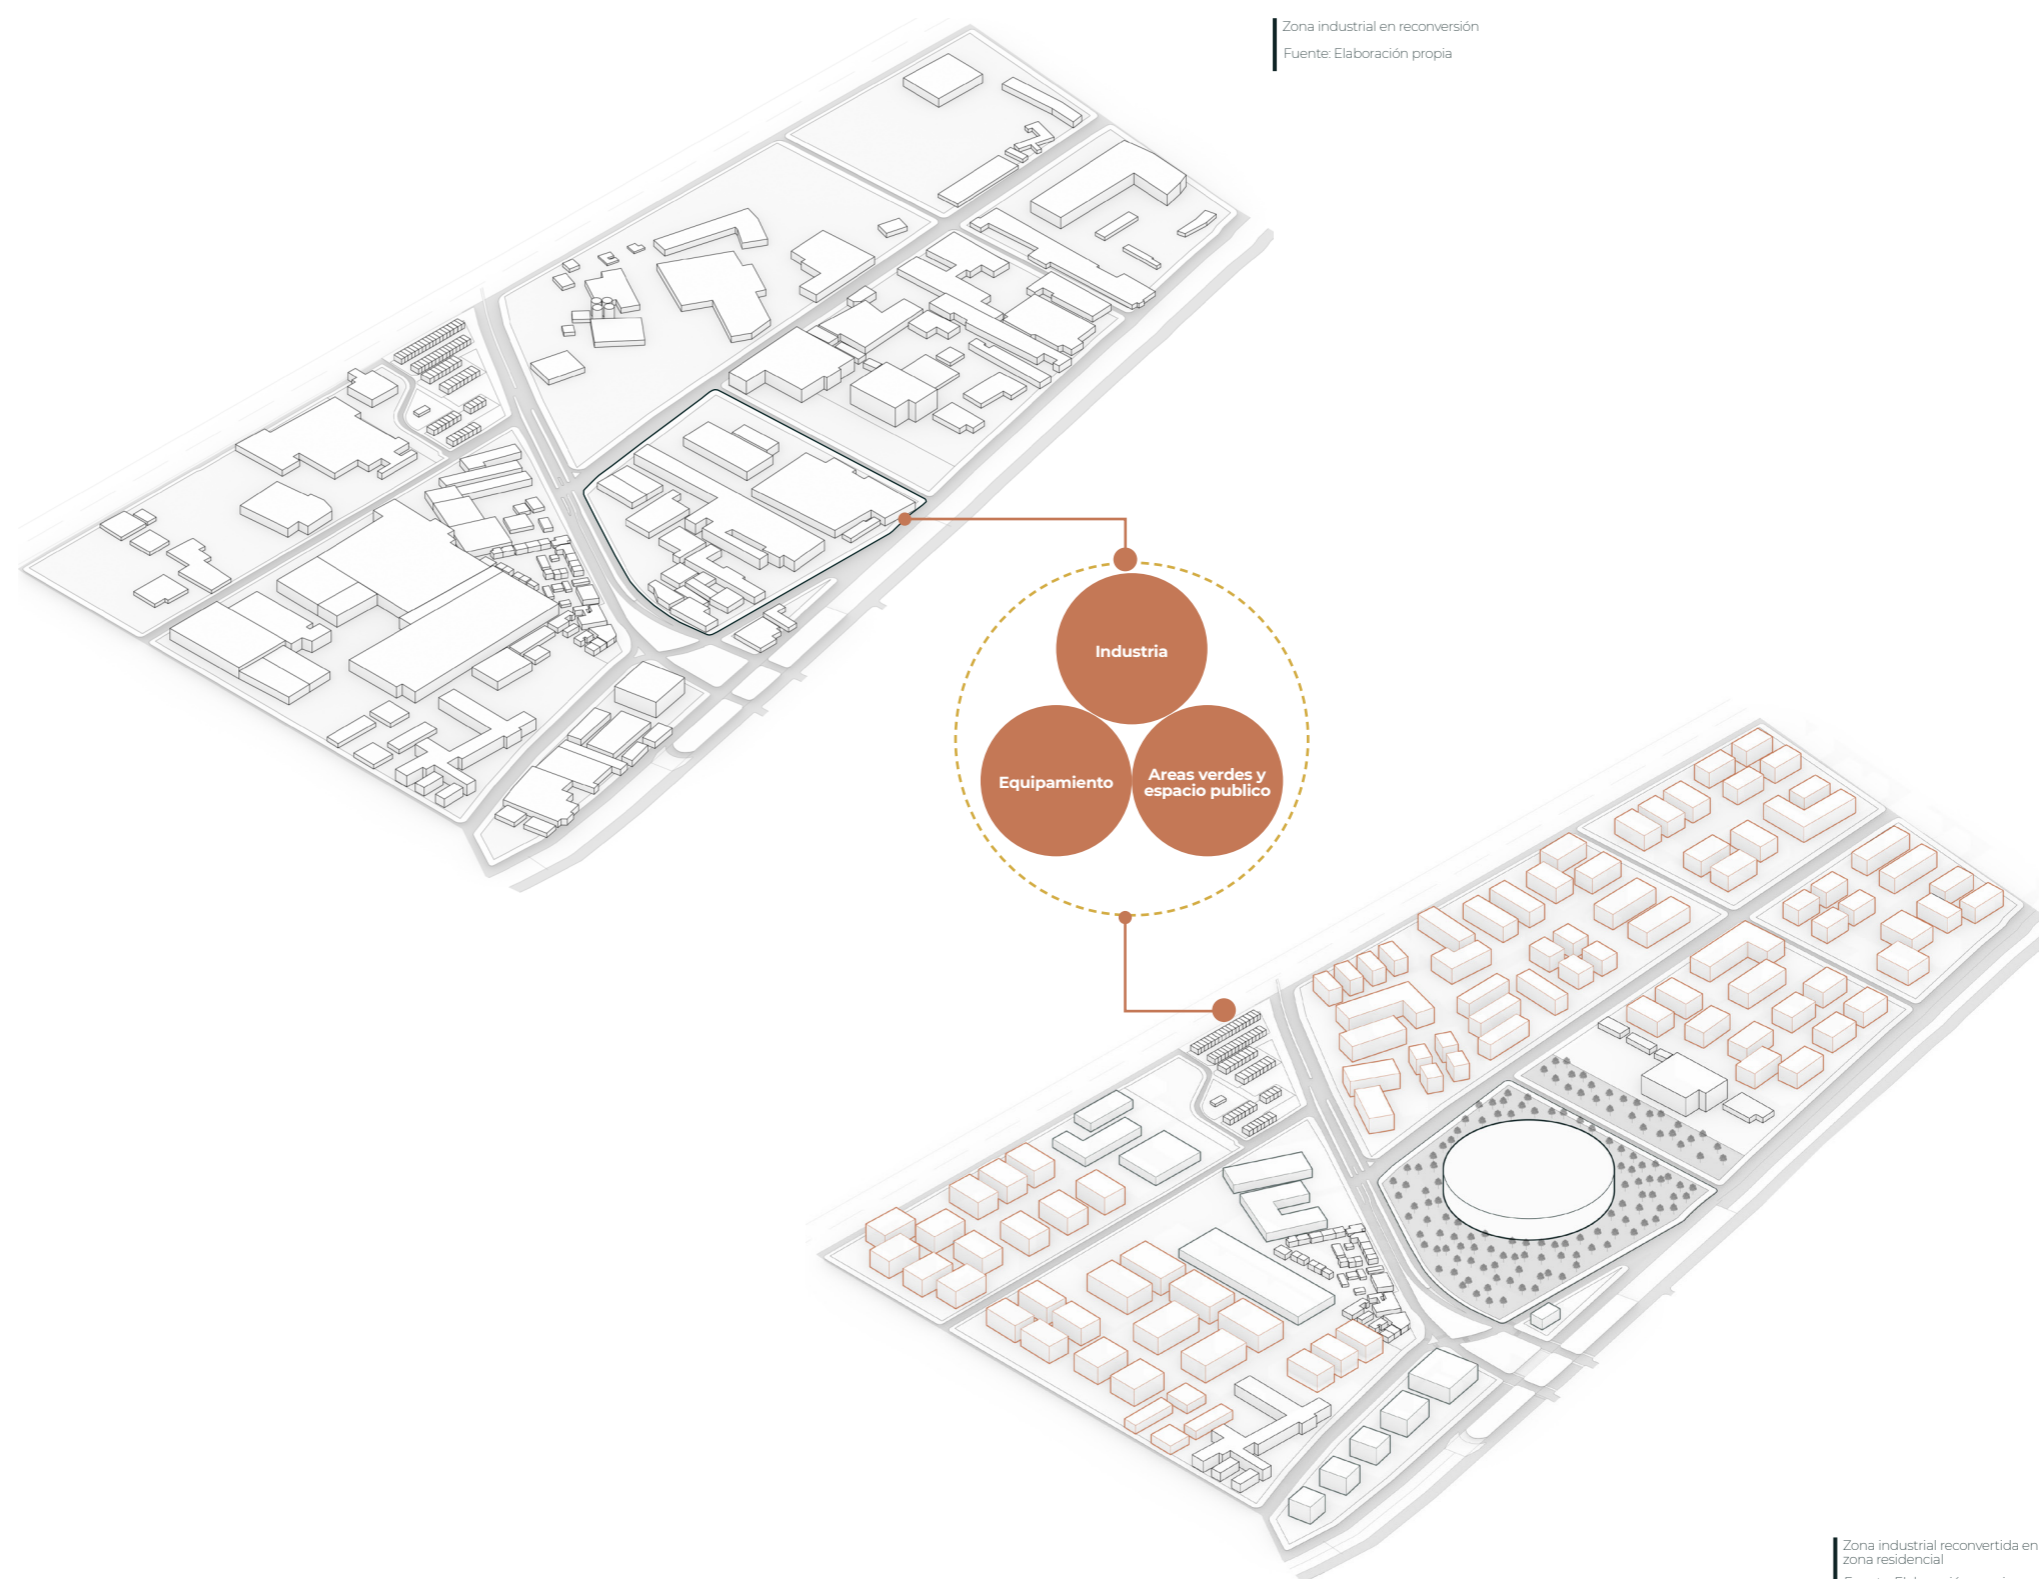 Zona industrial en reconversión
Fuente: Elaboración propia
Industria
Equipamiento
Areas verdes y
espacio publico
Zona industrial reconvertida en
zona residencial